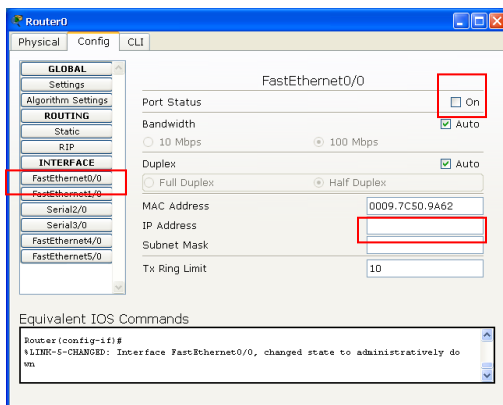 Router0
Physical Config CLI
GLOBAL
Settings
Algorithm Settings
ROUTING
Static
RIP
INTERFACE
FastEthernet0/0
FastEthernet1/0
Serial2/0
Serial3/0
FastEthernet4/0
FastEthernet5/0
FastEthernet0/0
Port Status On
Bandwidth Auto
10 Mbps 100 Mbps
Duplex Auto
Full Duplex Half Duplex
MAC Address 0009.7C50.9A62
IP Address
Subnet Mask
Tx Ring Limit 10
Equivalent IOS Commands
Router(config-if)#
%LINK-5-CHANGED: Interface FastEthernet0/0, changed state to administratively do
wn